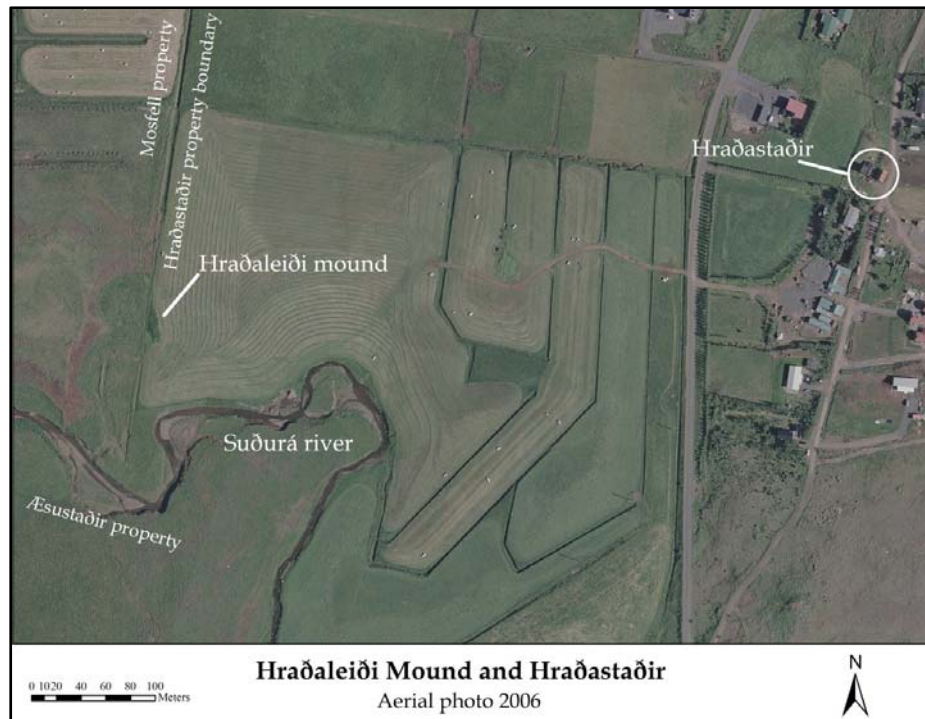 Mosfell property
Hraðastaðir property boundary
Hraðastaðir
Hraðaleiði mound
Suðurá river
Æsustaðir property
0 10 20 40 60 80 100
Meters
Hraðaleiði Mound and Hraðastaðir
Aerial photo 2006
N